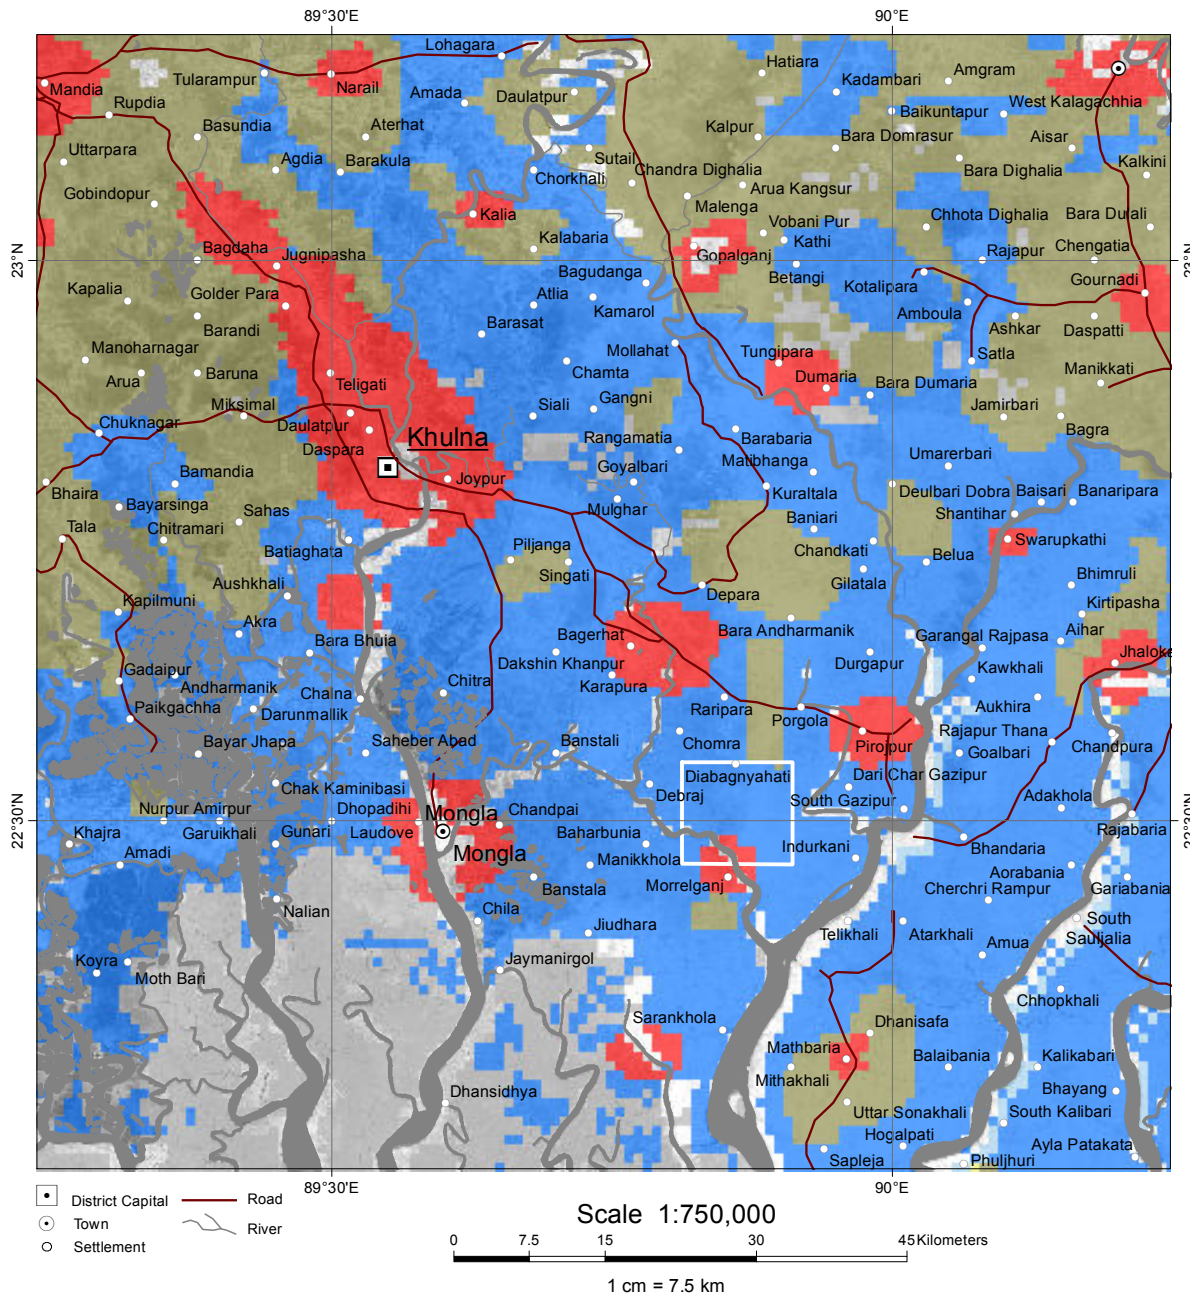 89°30'E
90°E
Lohagara
Hatiara
Tularampur
Kadambari
Amgram
Mandia
Narail
Amada
Daulatpur
West Kalagachhia
Rupdia
Baikuntapur
Basundia
Aterhat
Kalpur
Bara Domrasur
Aisar
Uttarpara
Agdia
Barakula
Sutail
Chandra Dighalia
Bara Dighalia
Kalkini
Chorkhali
Gobindopur
Arua Kangsur
Malenga
Kalia
Vobani Pur
Chhota Dighalia
Bara Dulali
Kalabaria
Kathi
Bagdaha
Jugnipasha
Gopalganj
Rajapur
Chengatia
23°N
23°N
Bagudanga
Betangi
Kapalia
Golder Para
Atlia
Kotalipara
Gournadi
Kamarol
Amboula
Barandi
Barasat
Ashkar
Daspatti
Manoharnagar
Mollahat
Tungipara
Satla
Arua
Baruna
Teligati
Chamta
Dumaria
Bara Dumaria
Manikkati
Miksimal
Siali
Gangni
Jamirbari
Chuknagar
Daulatpur
Khulna
Rangamatia
Barabaria
Bagra
Daspara
Matibhanga
Umarerbari
Bamandia
Joypur
Goyalbari
Bhaira
Kuraltala
Deulbari Dobra
Baisari
Banaripara
Bayarsinga
Sahas
Mulghar
Baniari
Shantihar
Tala
Chitramari
Batiaghata
Piljanga
Chandkati
Belua
Swarupkathi
Singati
Gilatala
Bhimruli
Aushkhali
Depara
Kapilmuni
Kirtipasha
Akra
Bara Bhuia
Bagerhat
Bara Andharmanik
Garangal Rajpasa
Aihar
Gadaipur
Dakshin Khanpur
Durgapur
Kawkhali
Jhaloke
Andharmanik
Chalna
Chitra
Karapura
Paikgachha
Darunmallik
Raripara
Porgola
Aukhira
Bayar Jhapa
Saheber Abad
Banstali
Chomra
Pirojpur
Rajapur Thana
Goalbari
Chandpura
Chak Kaminibasi
Diabagnyahati
Dari Char Gazipur
Nurpur Amirpur
Dhopadihi
Mongla
Chandpai
Debraj
South Gazipur
Adakhola
22°30'N
22°30'N
Khajra
Garuikhali
Gunari
Laudove
Baharbunia
Rajabaria
Amadi
Mongla
Manikkhola
Indurkani
Bhandaria
Aorabania
Banstala
Morrelganj
Cherchri Rampur
Gariabania
Nalian
Chila
Jiudhara
Telikhali
Atarkhali
South
Sauljalia
Koyra
Moth Bari
Jaymanirgol
Amua
Chhopkhali
Sarankhola
Dhanisafa
Mathbaria
Balaibania
Kalikabari
Mithakhali
Bhayang
Dhansidhya
Uttar Sonakhali
South Kalibari
Hogalpati
Ayla Patakata
Sapleja
Phuljhuri
89°30'E
90°E
District Capital
Road
Town
River
Settlement
Scale 1:750,000
0 7.5 15 30 45 Kilometers
1 cm = 7.5 km